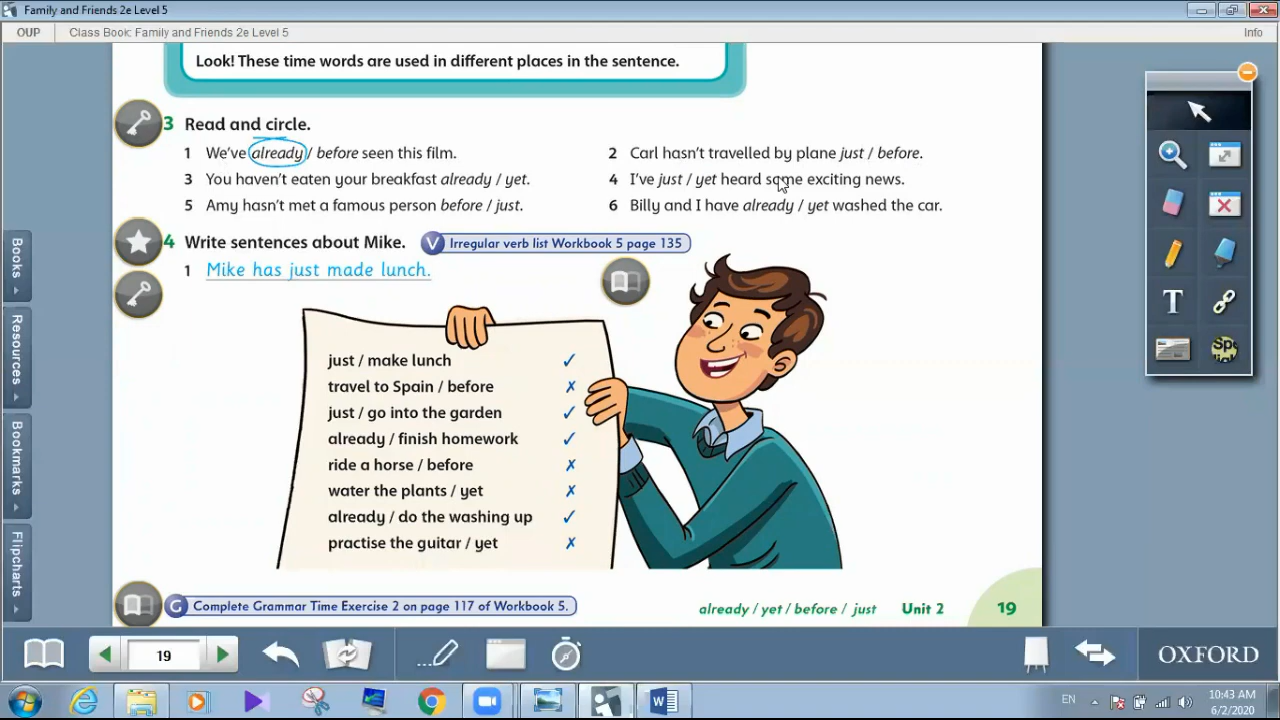 Family and Friends 2e Level 5
OUP
Class Book: Family and Friends 2e Level 5
Info
Look! These time words are used in different places in the sentence.
3 Read and circle.
1 We've already / before seen this film.
2 Carl hasn't travelled by plane just / before.
3 You haven't eaten your breakfast already / yet.
4 I've just / yet heard some exciting news.
5 Amy hasn't met a famous person before / just.
6 Billy and I have already / yet washed the car.
4 Write sentences about Mike.
V Irregular verb list Workbook 5 page 135
1 Mike has just made lunch.
just / make lunch ✓
travel to Spain / before ✗
just / go into the garden ✓
already / finish homework ✓
ride a horse / before ✗
water the plants / yet ✗
already / do the washing up ✓
practise the guitar / yet ✗
G Complete Grammar Time Exercise 2 on page 117 of Workbook 5.
already / yet / before / just Unit 2 19
Books
Resources
Bookmarks
Flipcharts
T
Spe
19
OXFORD
EN
10:43 AM
6/2/2020